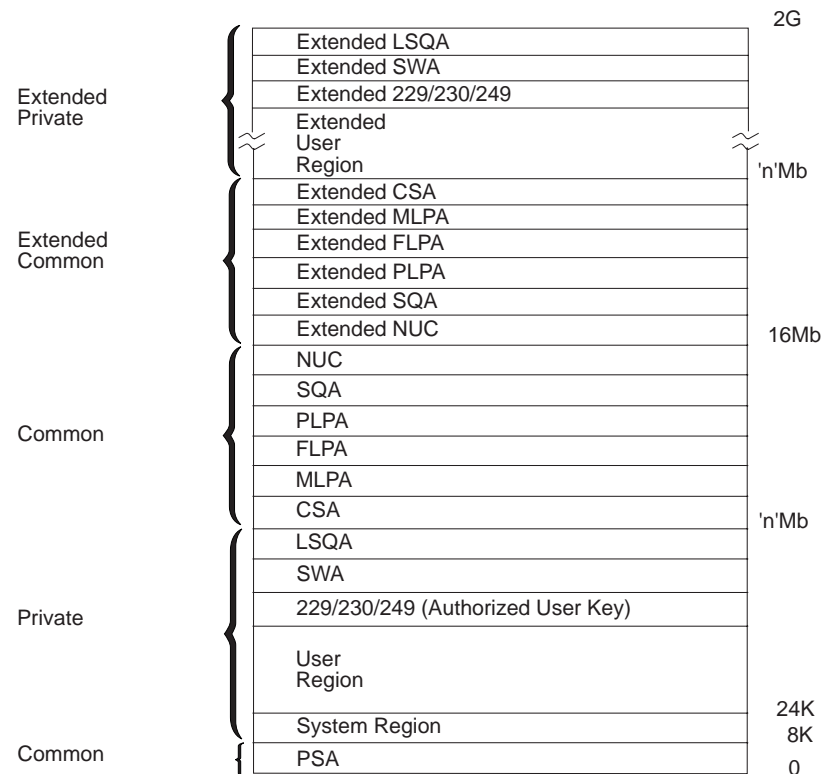 2G
Extended LSQA
Extended SWA
Extended 229/230/249
Extended
Private
Extended
User
Region
'n'Mb
Extended CSA
Extended MLPA
Extended
Common
Extended FLPA
Extended PLPA
Extended SQA
Extended NUC
16Mb
NUC
SQA
PLPA
Common
FLPA
MLPA
CSA
'n'Mb
LSQA
SWA
229/230/249 (Authorized User Key)
Private
User
Region
24K
System Region
8K
Common
PSA
0